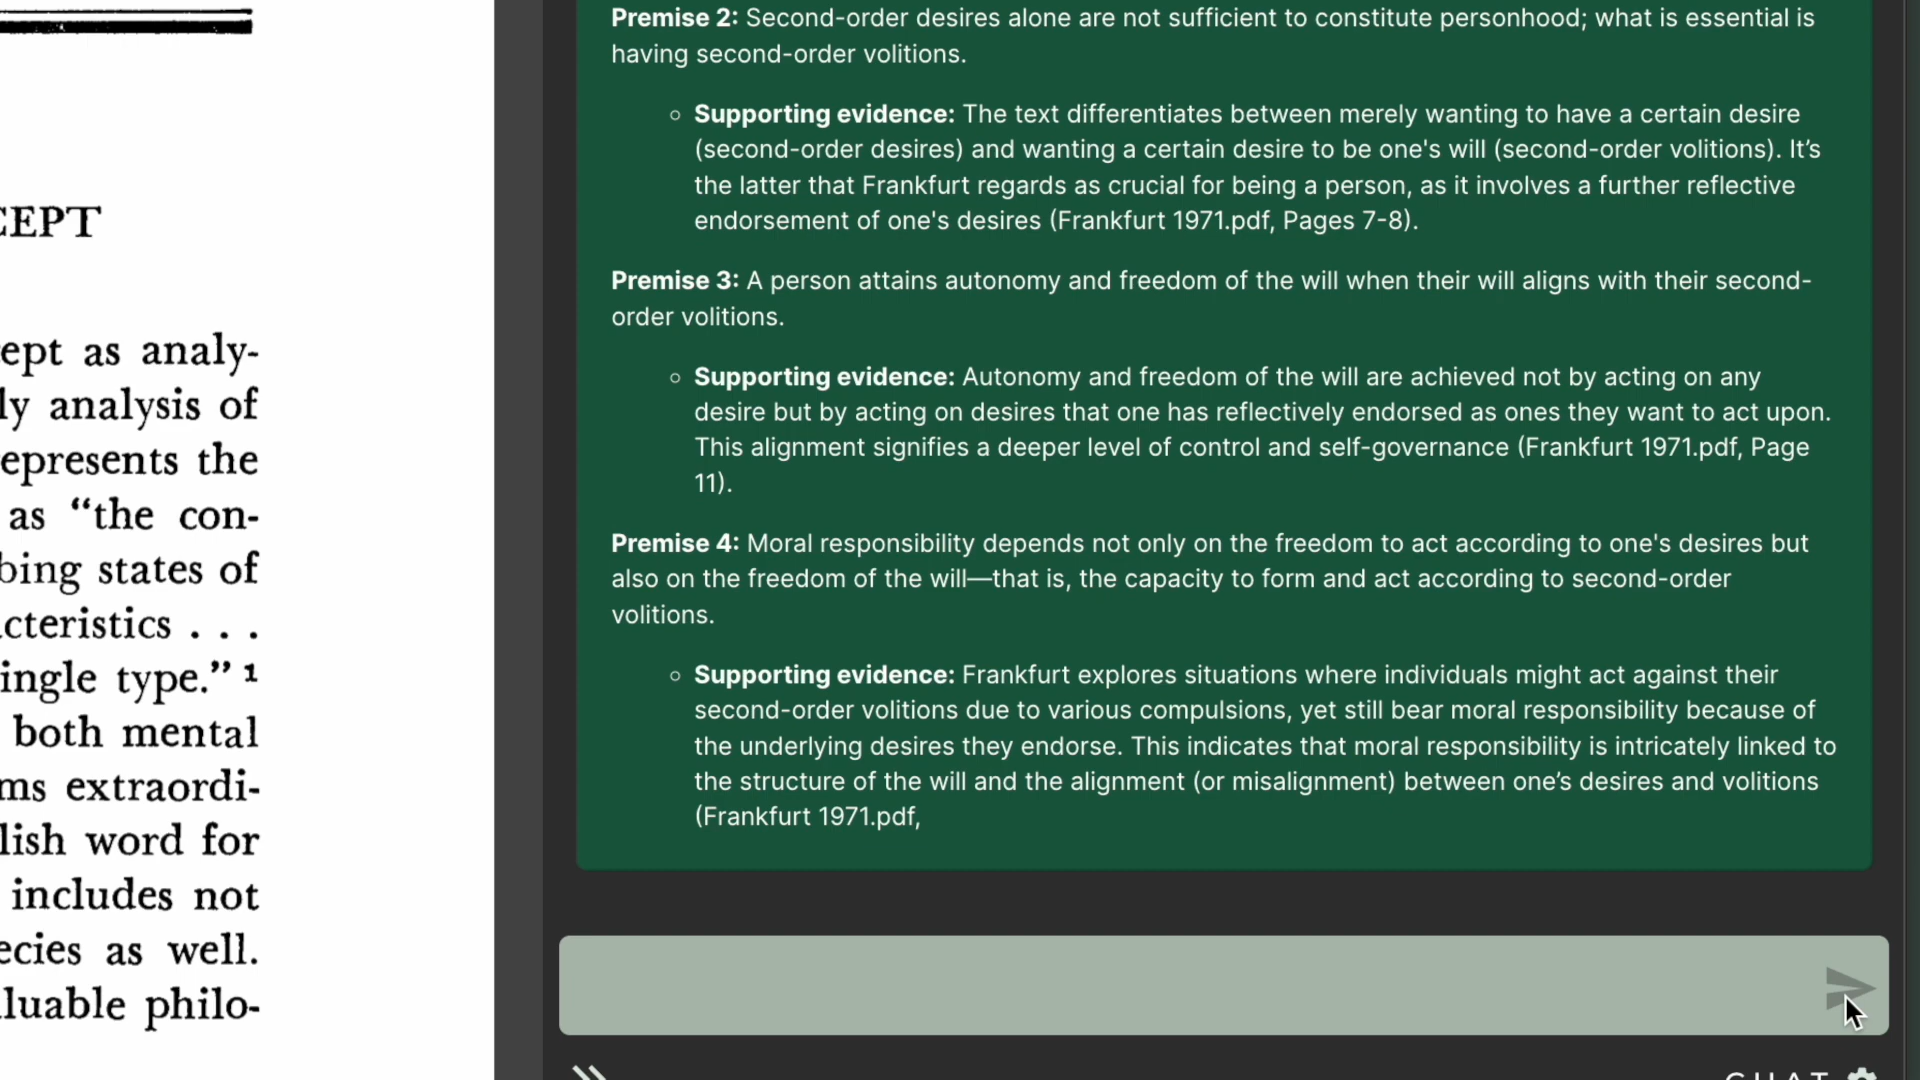 CEPT
ept as analy-
ly analysis of
epresents the
as “the con-
bing states of
cteristics . . .
ingle type.” 1
both mental
ms extraordi-
lish word for
includes not
ecies as well.
luable philo-
Premise 2: Second-order desires alone are not sufficient to constitute personhood; what is essential is
having second-order volitions.
◦ Supporting evidence: The text differentiates between merely wanting to have a certain desire
(second-order desires) and wanting a certain desire to be one's will (second-order volitions). It’s
the latter that Frankfurt regards as crucial for being a person, as it involves a further reflective
endorsement of one's desires (Frankfurt 1971.pdf, Pages 7-8).
Premise 3: A person attains autonomy and freedom of the will when their will aligns with their second-
order volitions.
◦ Supporting evidence: Autonomy and freedom of the will are achieved not by acting on any
desire but by acting on desires that one has reflectively endorsed as ones they want to act upon.
This alignment signifies a deeper level of control and self-governance (Frankfurt 1971.pdf, Page
11).
Premise 4: Moral responsibility depends not only on the freedom to act according to one's desires but
also on the freedom of the will—that is, the capacity to form and act according to second-order
volitions.
◦ Supporting evidence: Frankfurt explores situations where individuals might act against their
second-order volitions due to various compulsions, yet still bear moral responsibility because of
the underlying desires they endorse. This indicates that moral responsibility is intricately linked to
the structure of the will and the alignment (or misalignment) between one’s desires and volitions
(Frankfurt 1971.pdf,
CHAT